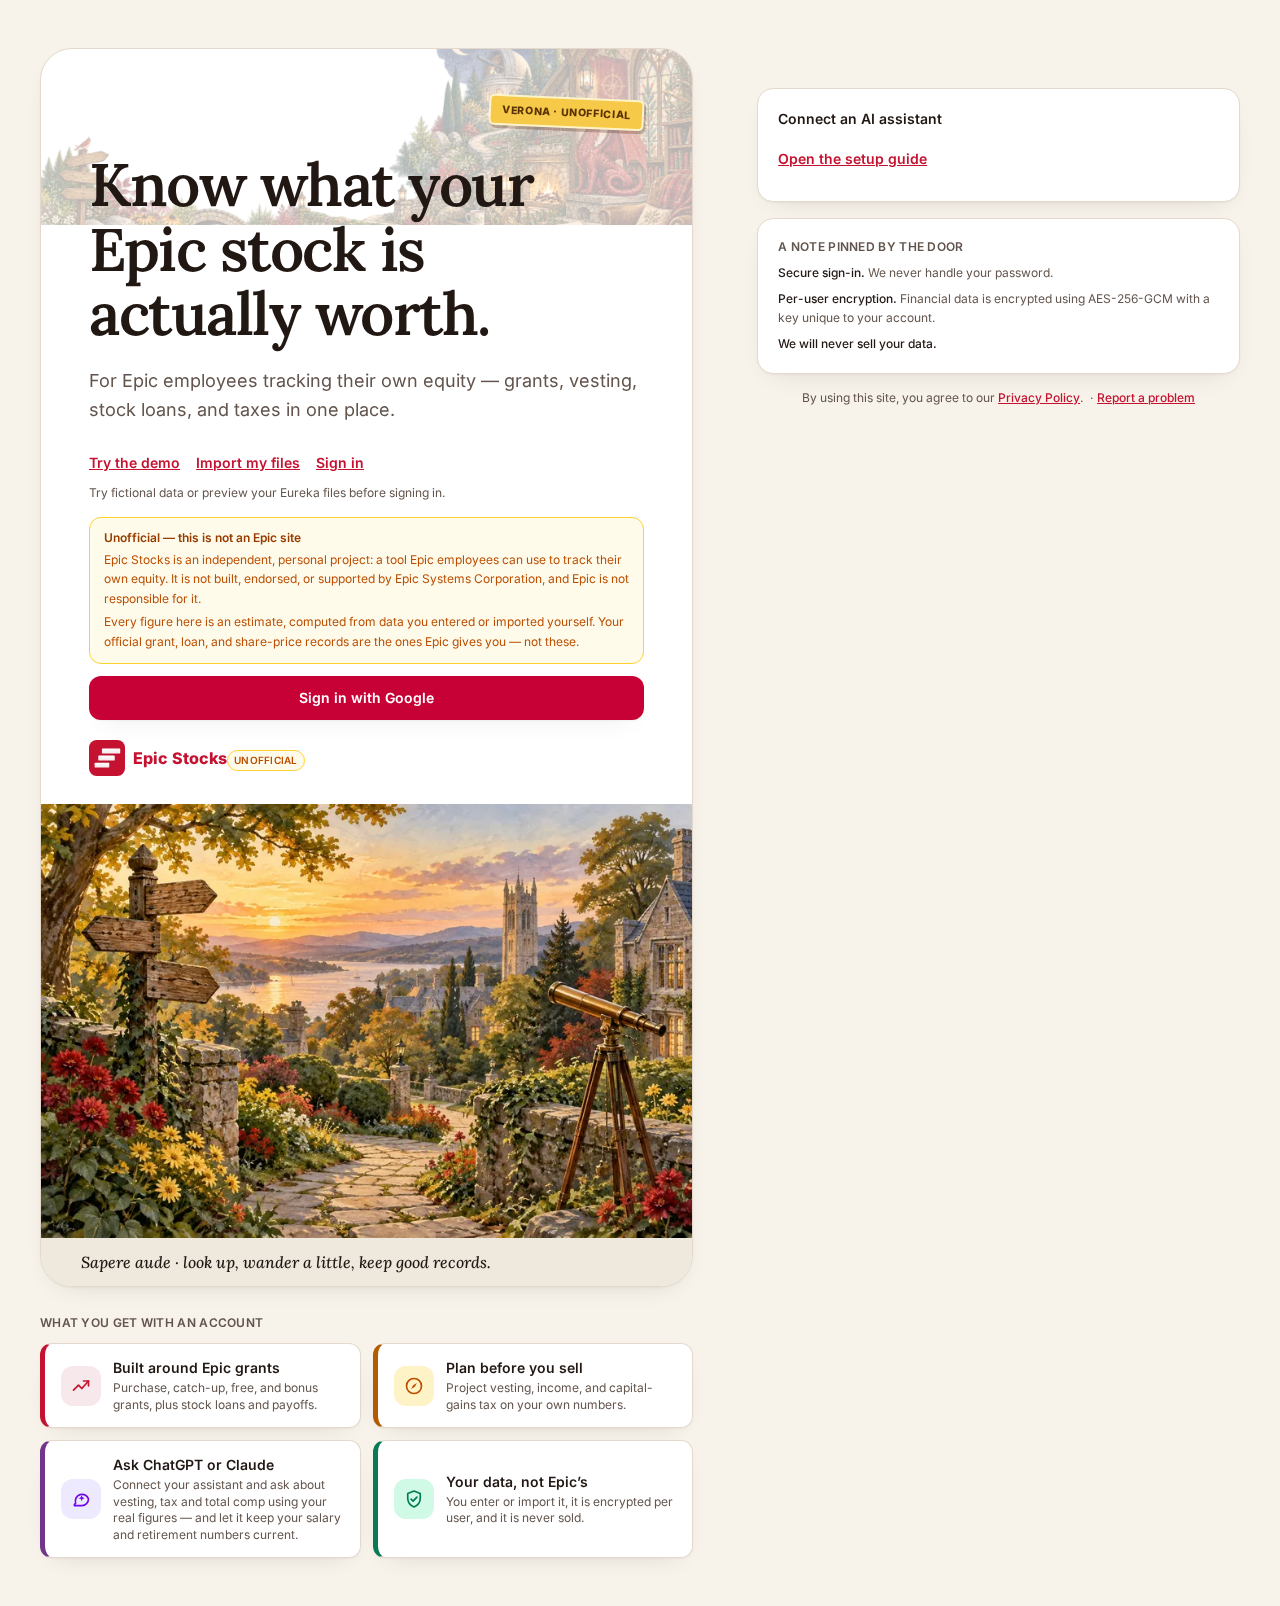 VERONA · UNOFFICIAL
Know what your
Epic stock is
actually worth.
For Epic employees tracking their own equity — grants, vesting,
stock loans, and taxes in one place.
Try the demo Import my files Sign in
Try fictional data or preview your Eureka files before signing in.
Unofficial — this is not an Epic site
Epic Stocks is an independent, personal project: a tool Epic employees can use to track their
own equity. It is not built, endorsed, or supported by Epic Systems Corporation, and Epic is not
responsible for it.
Every figure here is an estimate, computed from data you entered or imported yourself. Your
official grant, loan, and share-price records are the ones Epic gives you — not these.
Sign in with Google
Epic Stocks UNOFFICIAL
Sapere aude · look up, wander a little, keep good records.
WHAT YOU GET WITH AN ACCOUNT
Built around Epic grants
Purchase, catch-up, free, and bonus
grants, plus stock loans and payoffs.
Plan before you sell
Project vesting, income, and capital-
gains tax on your own numbers.
Ask ChatGPT or Claude
Connect your assistant and ask about
vesting, tax and total comp using your
real figures — and let it keep your salary
and retirement numbers current.
Your data, not Epic’s
You enter or import it, it is encrypted per
user, and it is never sold.
Connect an AI assistant
Open the setup guide
A NOTE PINNED BY THE DOOR
Secure sign-in. We never handle your password.
Per-user encryption. Financial data is encrypted using AES-256-GCM with a
key unique to your account.
We will never sell your data.
By using this site, you agree to our Privacy Policy. · Report a problem